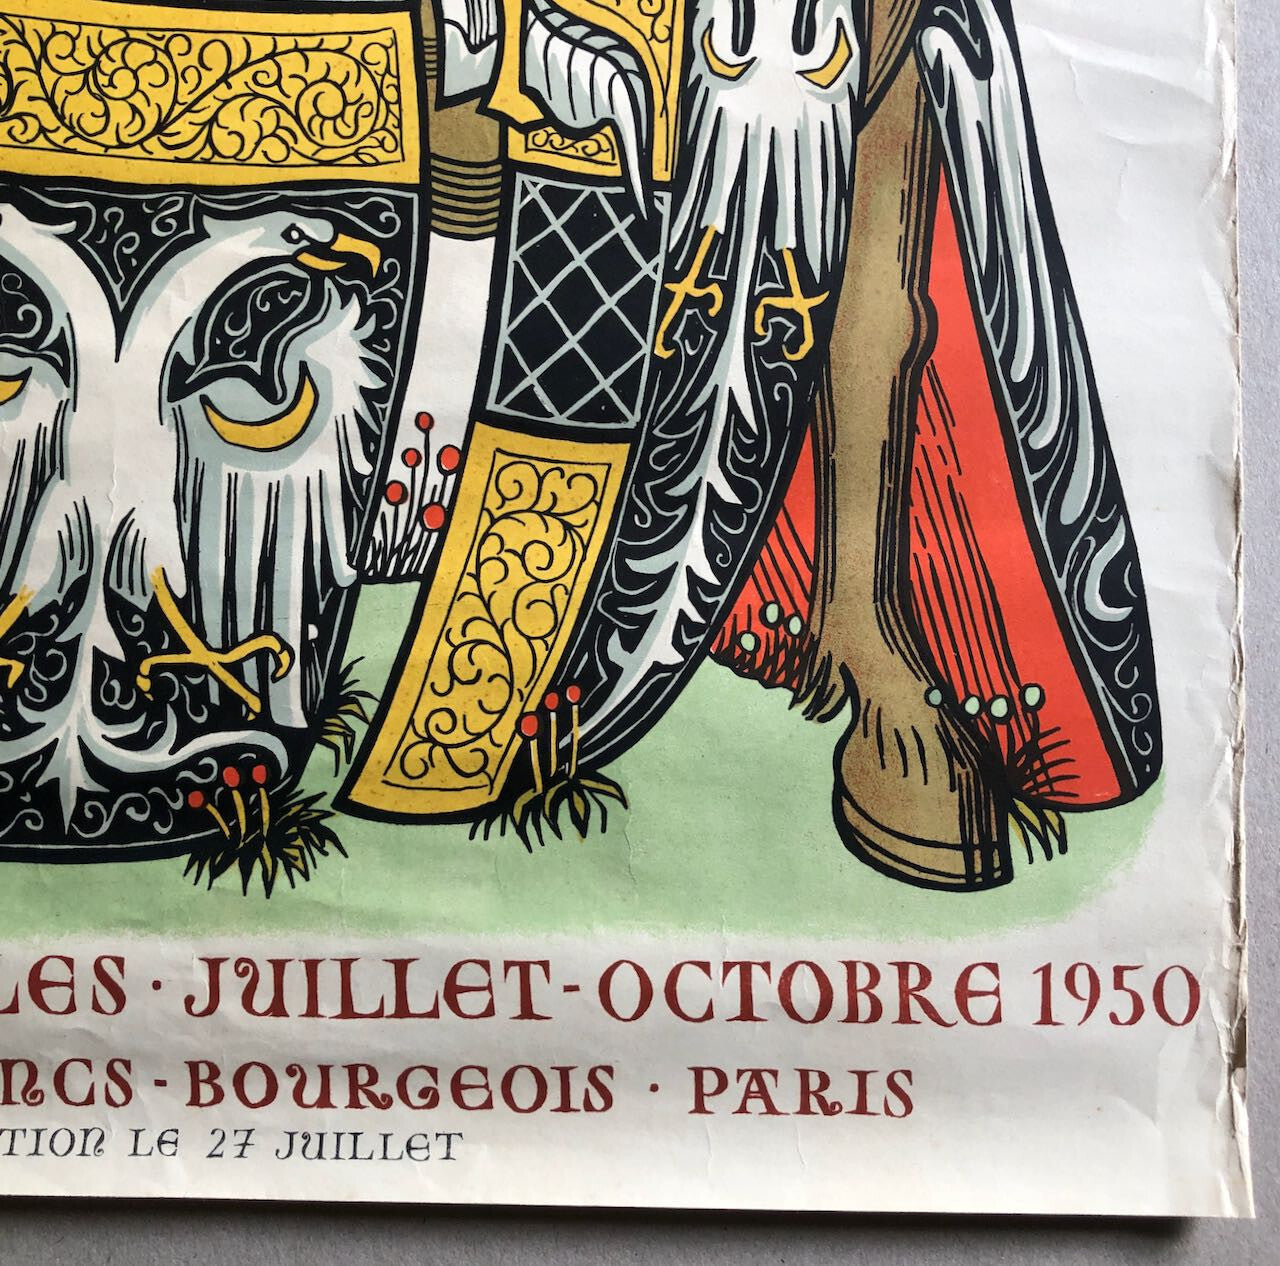 LES · JUILLET-OCTOBRE 1950
NCS-BOURGEOIS · PARIS
TION LE 27 JUILLET